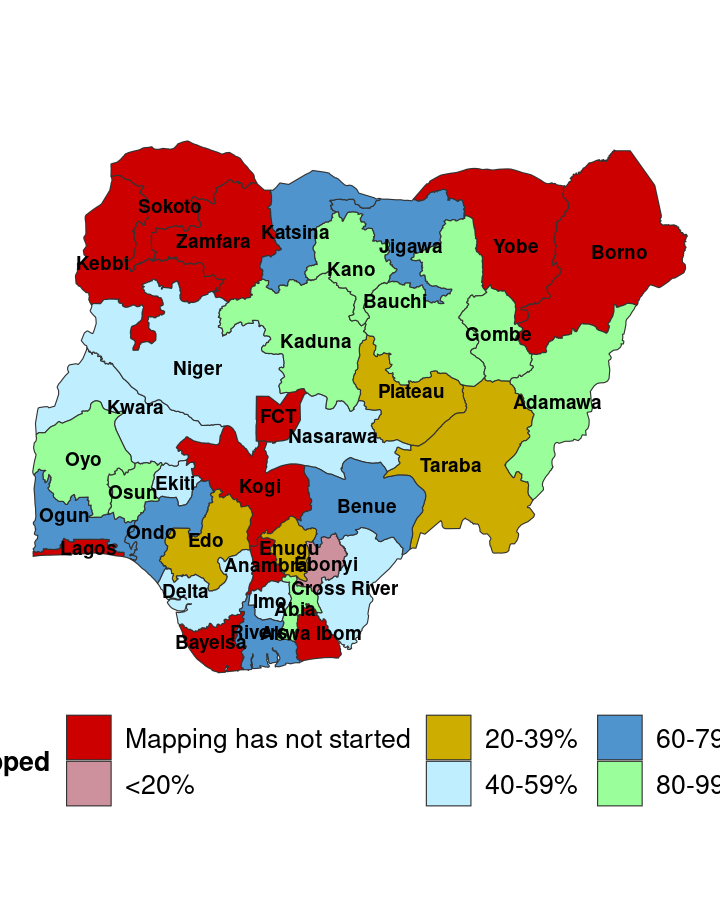 Sokoto
Katsina
Zamfara
Jigawa
Yobe
Borno
Kebbi
Kano
Bauchi
Gombe
Kaduna
Niger
Plateau
Adamawa
Kwara
FCT
Nasarawa
Oyo
Taraba
Osun
Ekiti
Kogi
Benue
Ogun
Ondo
Edo
Lagos
Enugu
Anambra
Ebonyi
Delta
Cross River
Imo
Abia
Rivers
Akwa Ibom
Bayelsa
Mapping has not started
20-39%
60-79
pped
<20%
40-59%
80-99